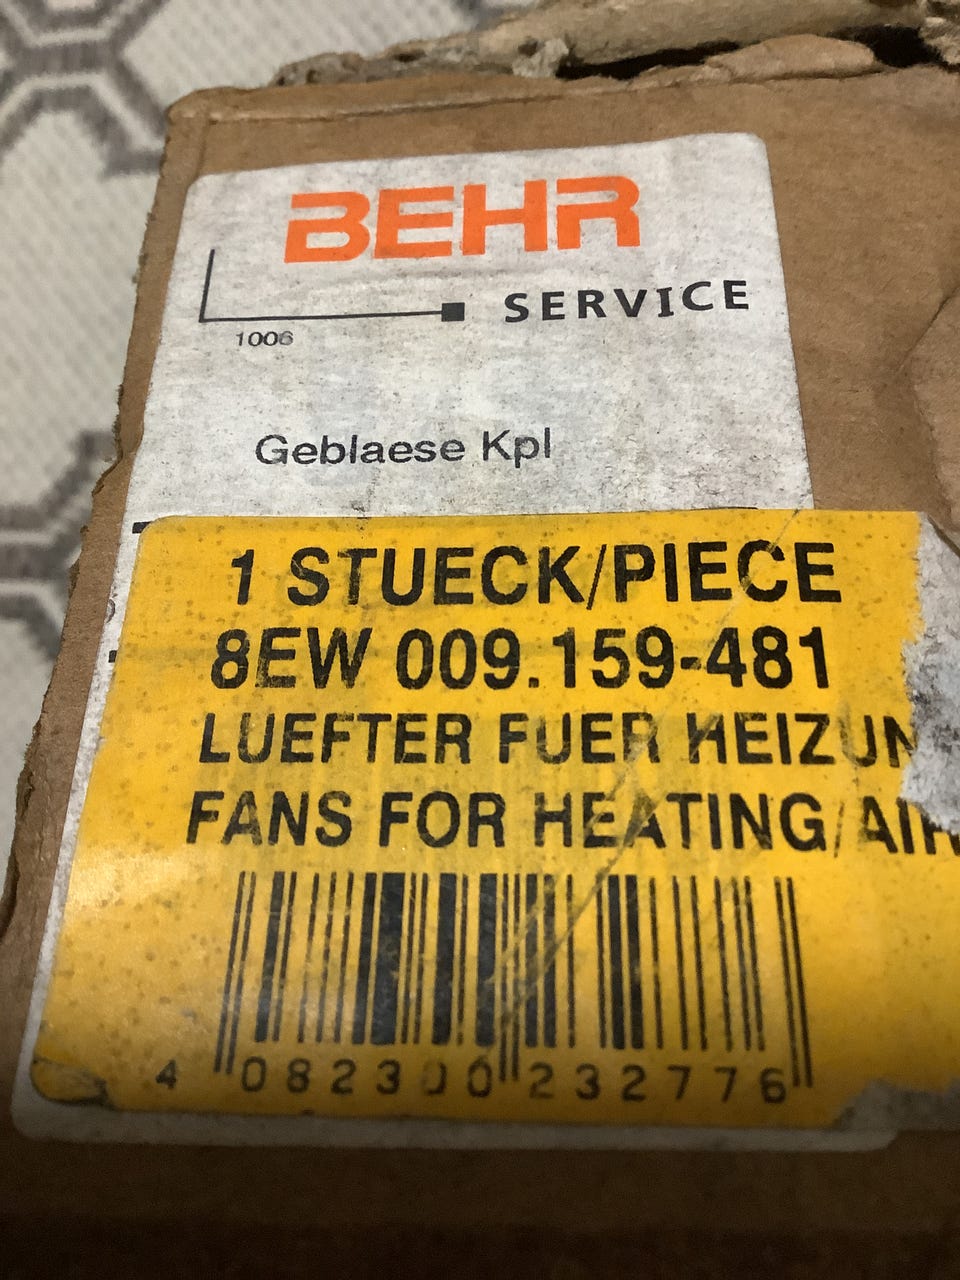 BEHR
SERVICE
1006
Geblaese Kpl
1 STUECK/PIECE
8EW 009.159-481
LUEFTER FUER HEIZUN
FANS FOR HEATING/AIR
4 082300 232776